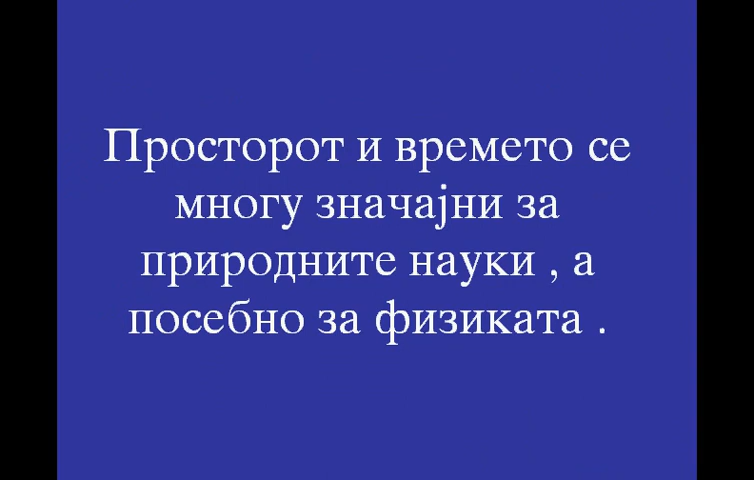 Просторот и времето се
многу значајни за
природните науки , а
посебно за физиката .